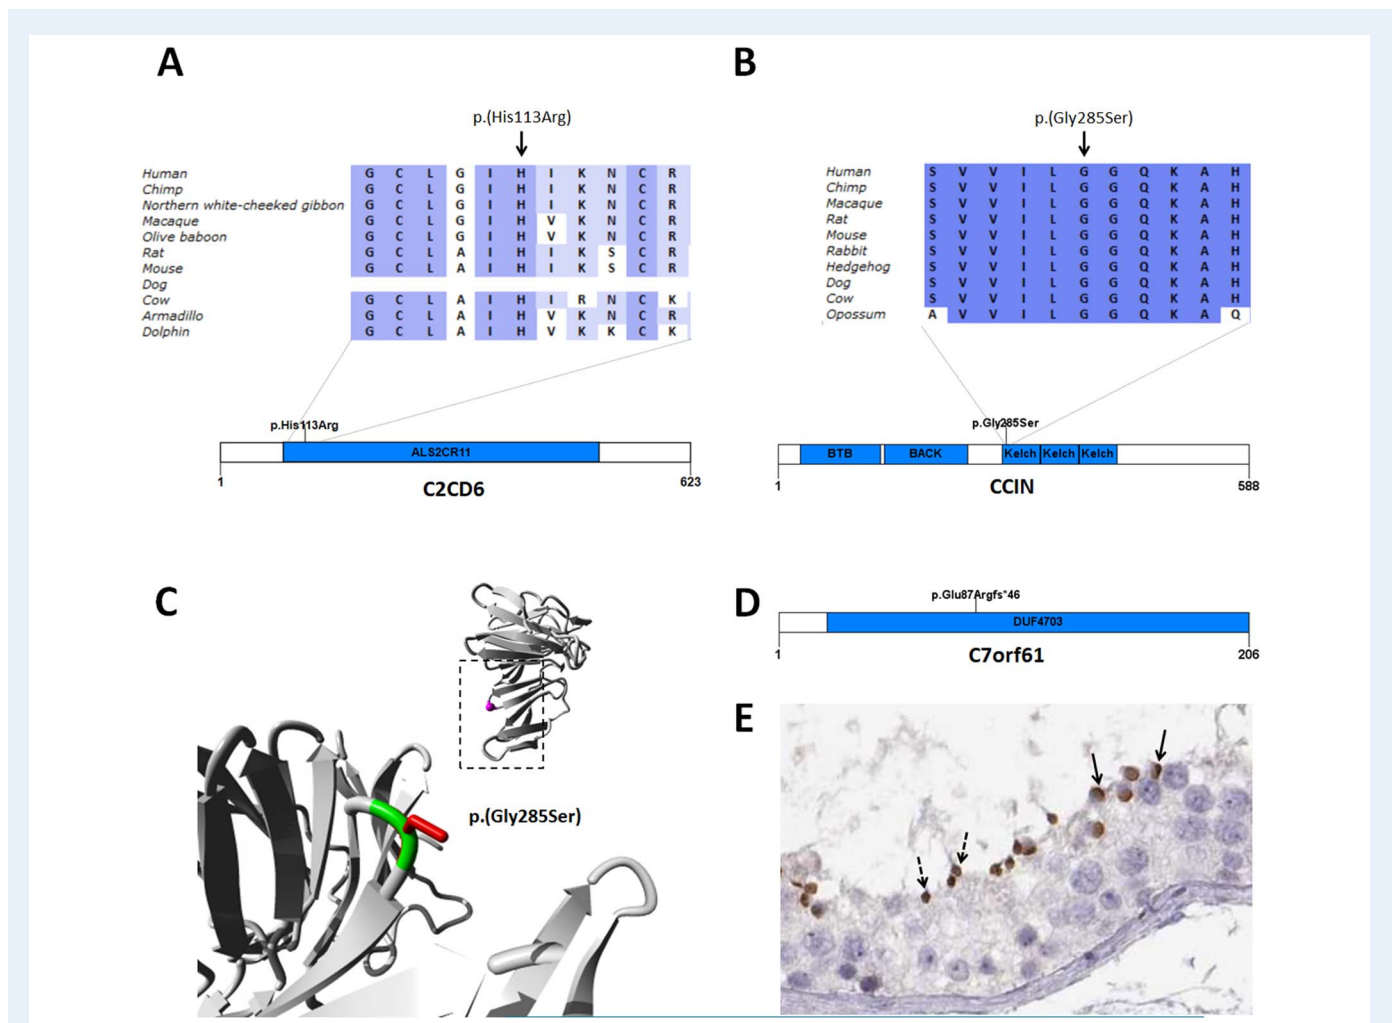 A
p.(His113Arg)
Human G C L G I H I K N C R
Chimp G C L G I H I K N C R
Northern white-cheeked gibbon G C L G I H I K N C R
Macaque G C L G I H V K N C R
Olive baboon G C L G I H V K N C R
Rat G C L A I H I K S C R
Mouse G C L A I H I K S C R
Dog
Cow G C L A I H I R N C K
Armadillo G C L A I H V K N C R
Dolphin G C L A I H V K K C K
p.His113Arg
ALS2CR11
1 623
C2CD6
B
p.(Gly285Ser)
Human S V V I L G G Q K A H
Chimp S V V I L G G Q K A H
Macaque S V V I L G G Q K A H
Rat S V V I L G G Q K A H
Mouse S V V I L G G Q K A H
Rabbit S V V I L G G Q K A H
Hedgehog S V V I L G G Q K A H
Dog S V V I L G G Q K A H
Cow S V V I L G G Q K A H
Opossum A V V I L G G Q K A Q
p.Gly285Ser
BTB BACK Kelch Kelch Kelch
1 588
CCIN
C
p.(Gly285Ser)
D
p.Glu87Argfs*46
DUF4703
1 206
C7orf61
E